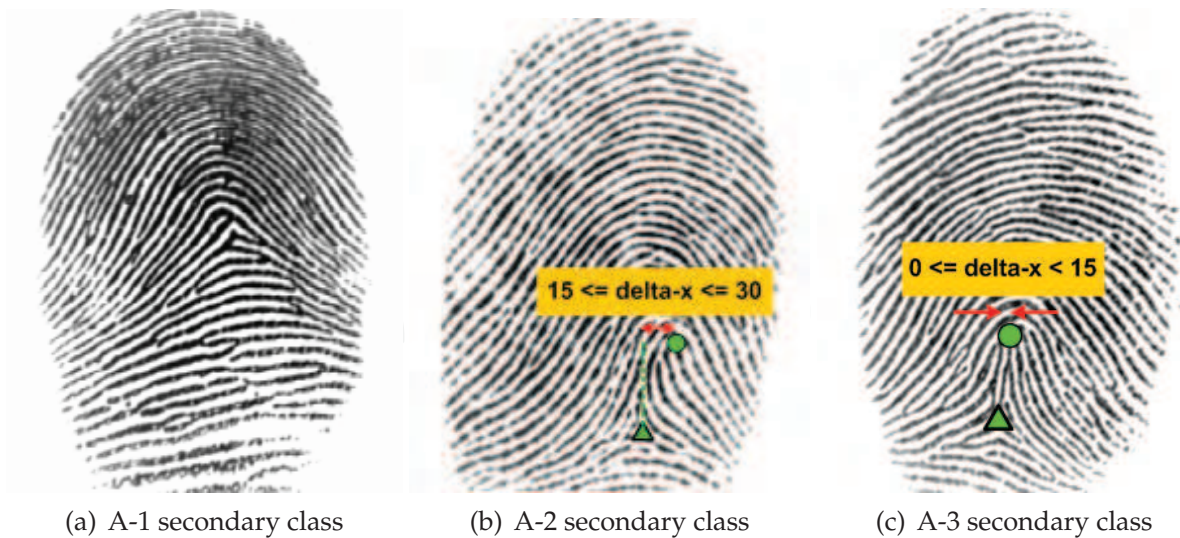 15 <= delta-x <= 30
0 <= delta-x < 15
(a) A-1 secondary class
(b) A-2 secondary class
(c) A-3 secondary class